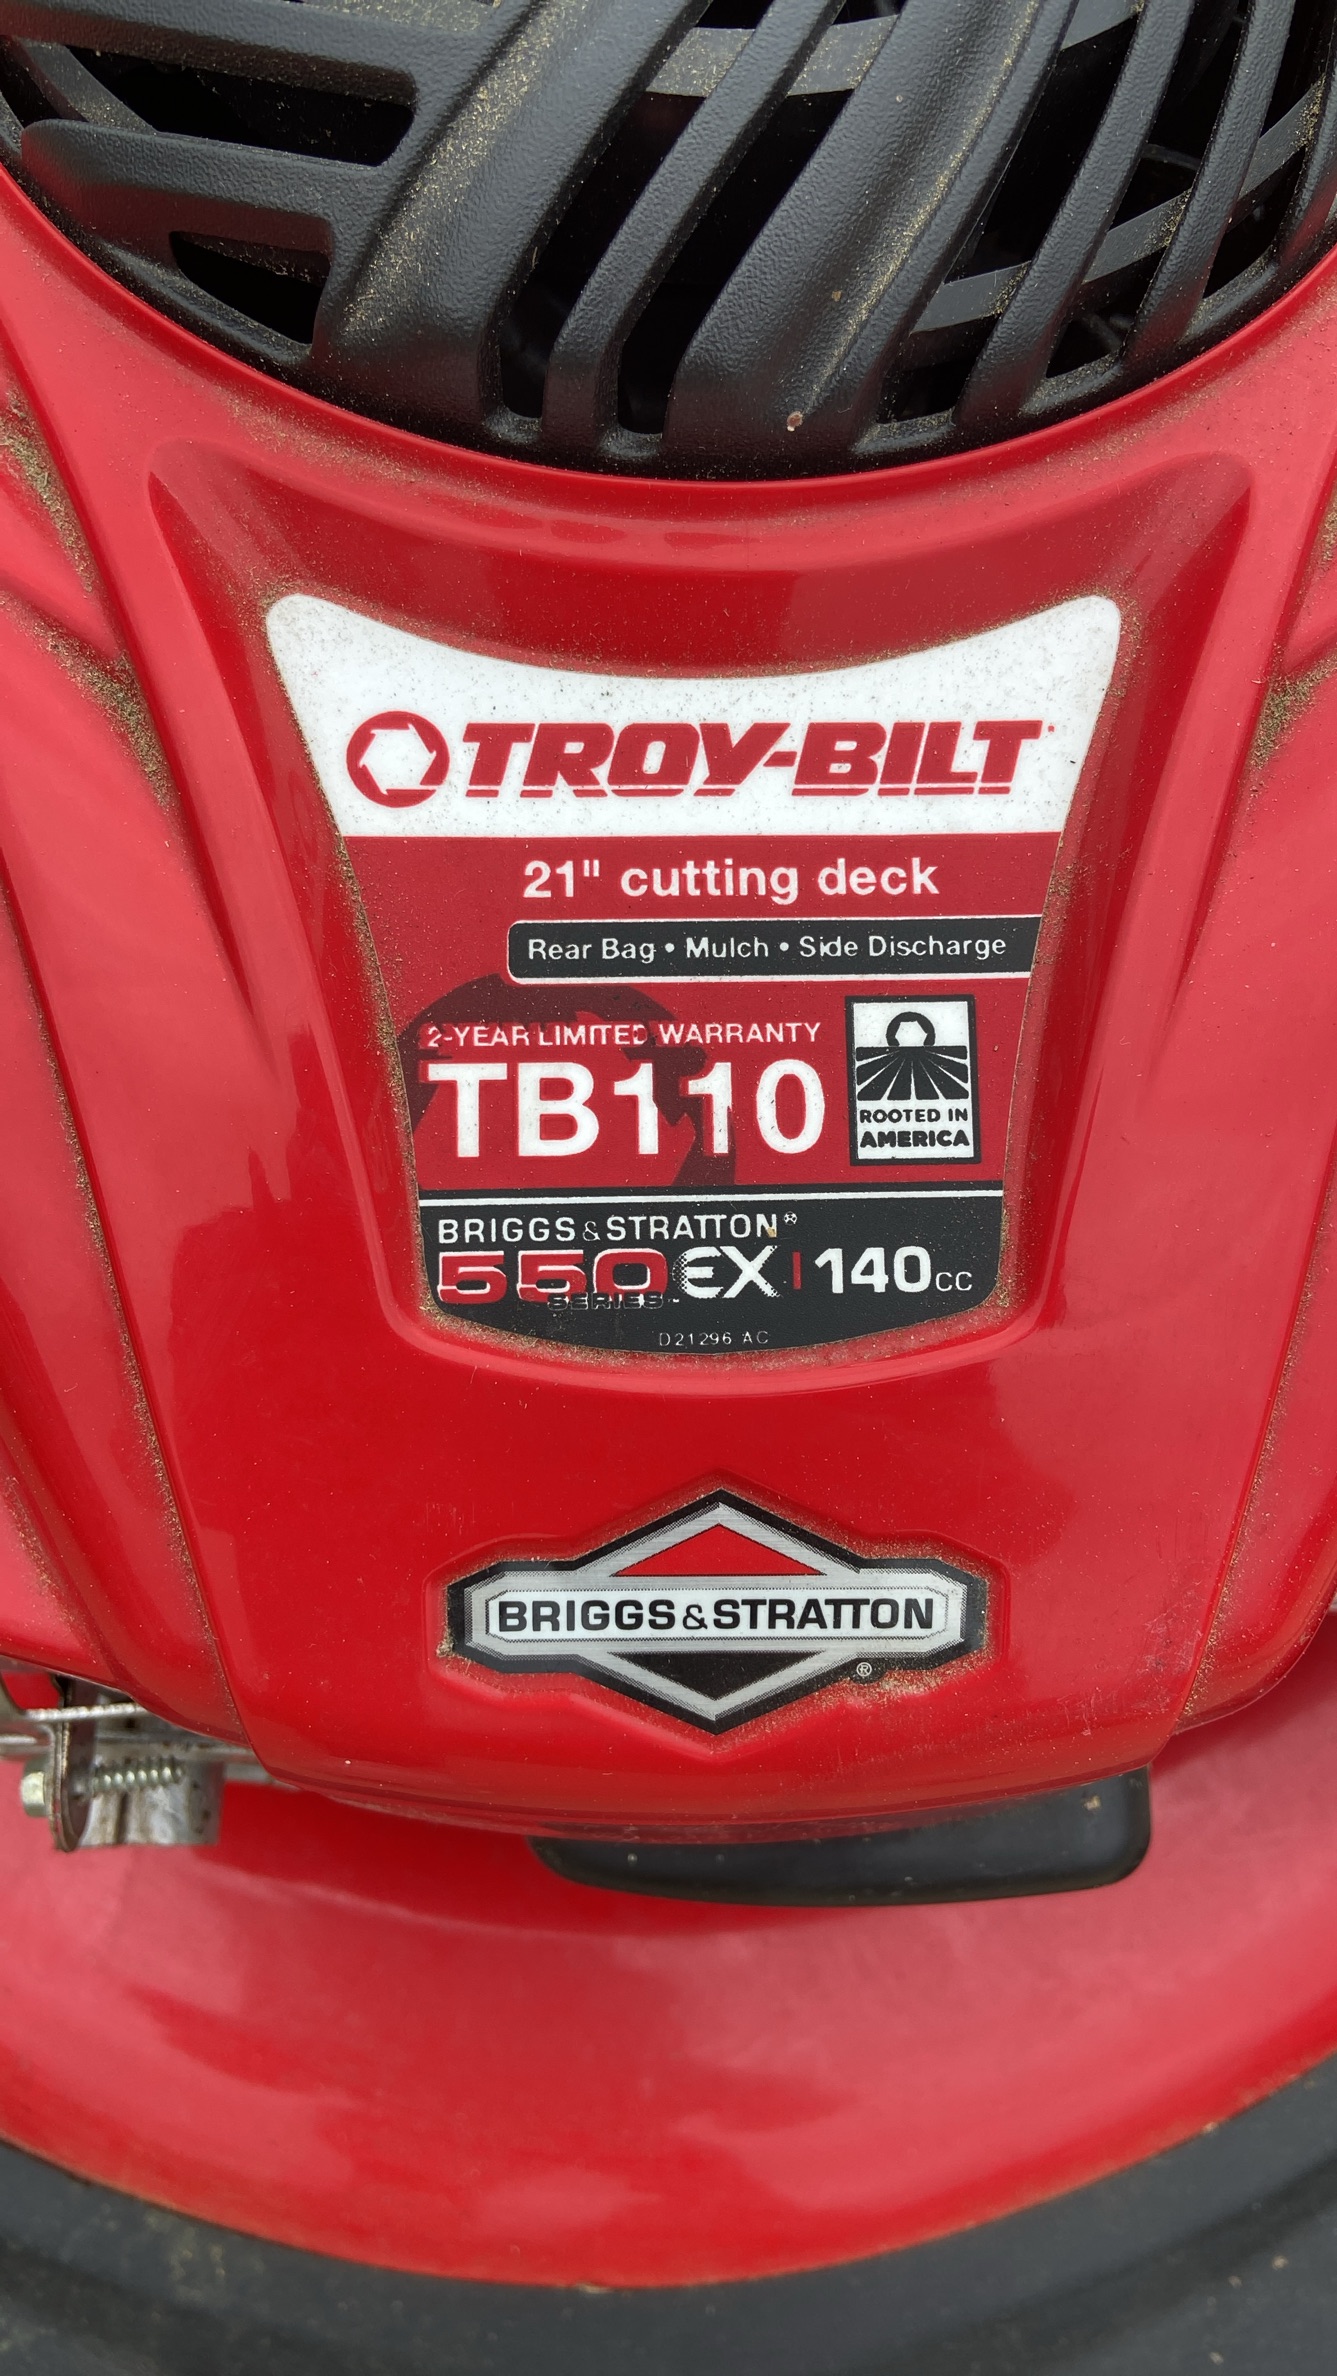 TROY-BILT
21" cutting deck
Rear Bag • Mulch • Side Discharge
2-YEAR LIMITED WARRANTY
TB110
ROOTED IN
AMERICA
BRIGGS & STRATTON®
550 EX | 140cc
SERIES™
D21296 AC
BRIGGS & STRATTON
®